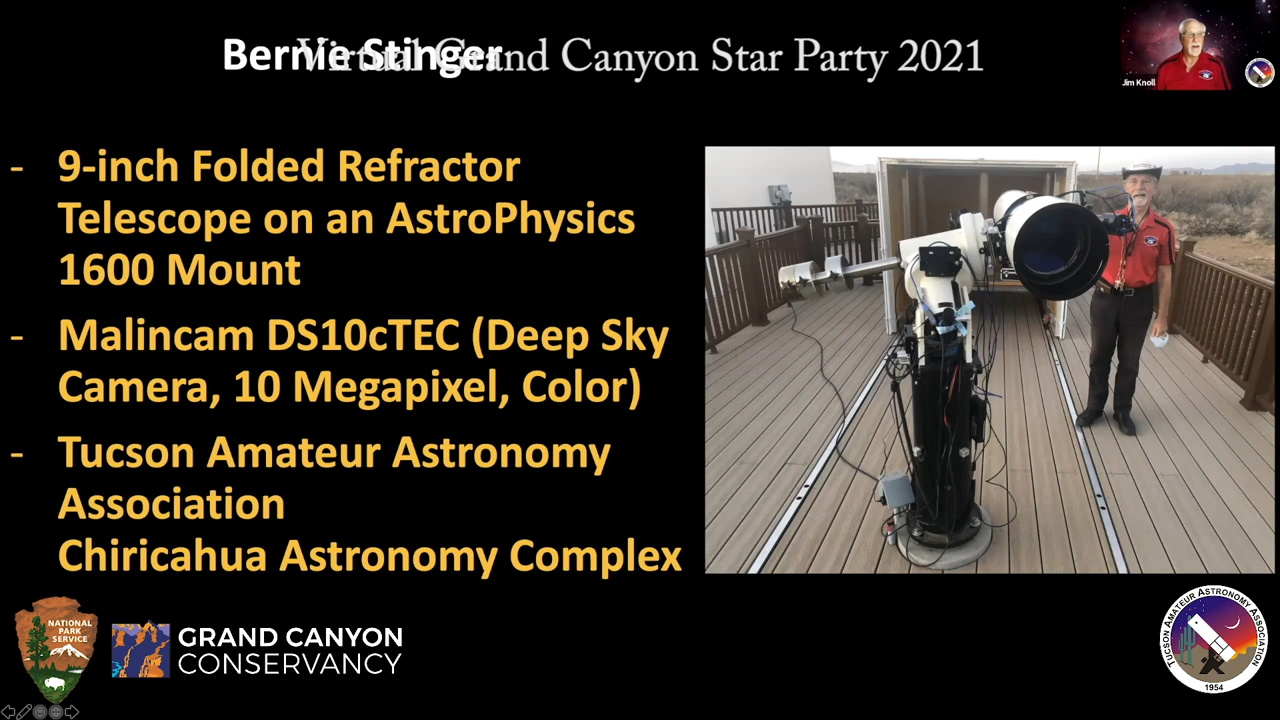 Bernie Stinger
Virtual Grand Canyon Star Party 2021
Jim Knoll
- 9-inch Folded Refractor
Telescope on an AstroPhysics
1600 Mount
- Malincam DS10cTEC (Deep Sky
Camera, 10 Megapixel, Color)
- Tucson Amateur Astronomy
Association
Chiricahua Astronomy Complex
NATIONAL
PARK
SERVICE
GRAND CANYON
CONSERVANCY
TUCSON AMATEUR ASTRONOMY ASSOCIATION
1954